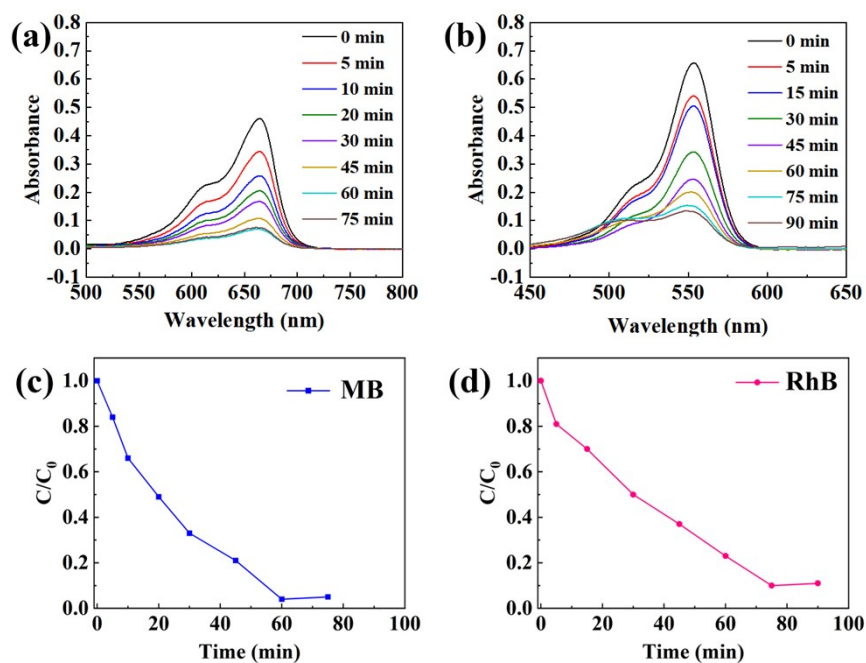 (a)
0.8
0.7
0.6
0.5
0.4
0.3
0.2
0.1
0.0
-0.1
Absorbance
0 min
5 min
10 min
20 min
30 min
45 min
60 min
75 min
500 550 600 650 700 750 800
Wavelength (nm)
(b)
0.8
0.7
0.6
0.5
0.4
0.3
0.2
0.1
0.0
-0.1
Absorbance
0 min
5 min
15 min
30 min
45 min
60 min
75 min
90 min
450 500 550 600 650
Wavelength (nm)
(c)
1.0
0.8
0.6
0.4
0.2
0.0
C/C0
MB
0 20 40 60 80 100
Time (min)
(d)
1.0
0.8
0.6
0.4
0.2
0.0
C/C0
RhB
0 20 40 60 80 100
Time (min)